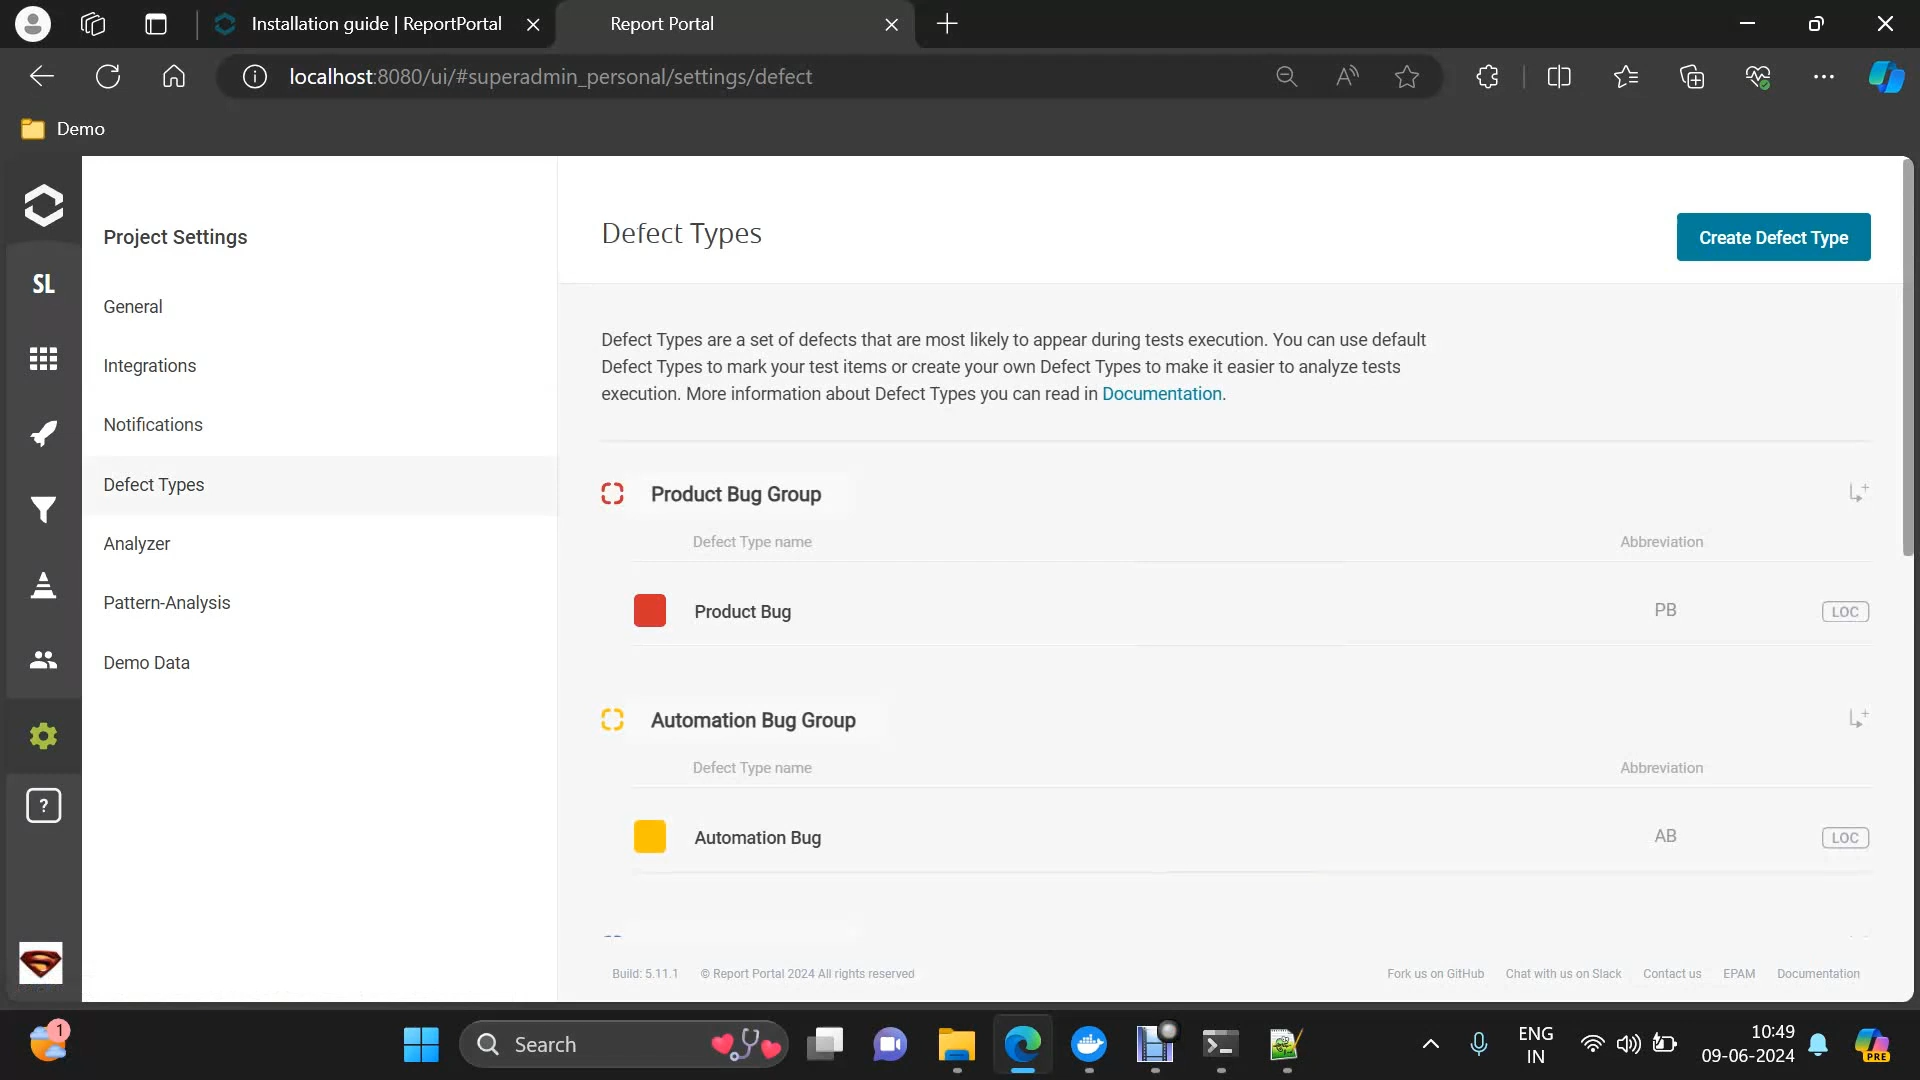 Installation guide | ReportPortal
Report Portal
localhost:8080/ui/#superadmin_personal/settings/defect
Demo
SL
Project Settings
General
Integrations
Notifications
Defect Types
Analyzer
Pattern-Analysis
Demo Data
?
Defect Types
Create Defect Type
Defect Types are a set of defects that are most likely to appear during tests execution. You can use default
Defect Types to mark your test items or create your own Defect Types to make it easier to analyze tests
execution. More information about Defect Types you can read in Documentation.
Product Bug Group
Defect Type name
Abbreviation
Product Bug
PB
LOC
Automation Bug Group
Defect Type name
Abbreviation
Automation Bug
AB
LOC
Build: 5.11.1
© Report Portal 2024 All rights reserved
Fork us on GitHub
Chat with us on Slack
Contact us
EPAM
Documentation
1
Search
ENG
IN
10:49
09-06-2024
PRE